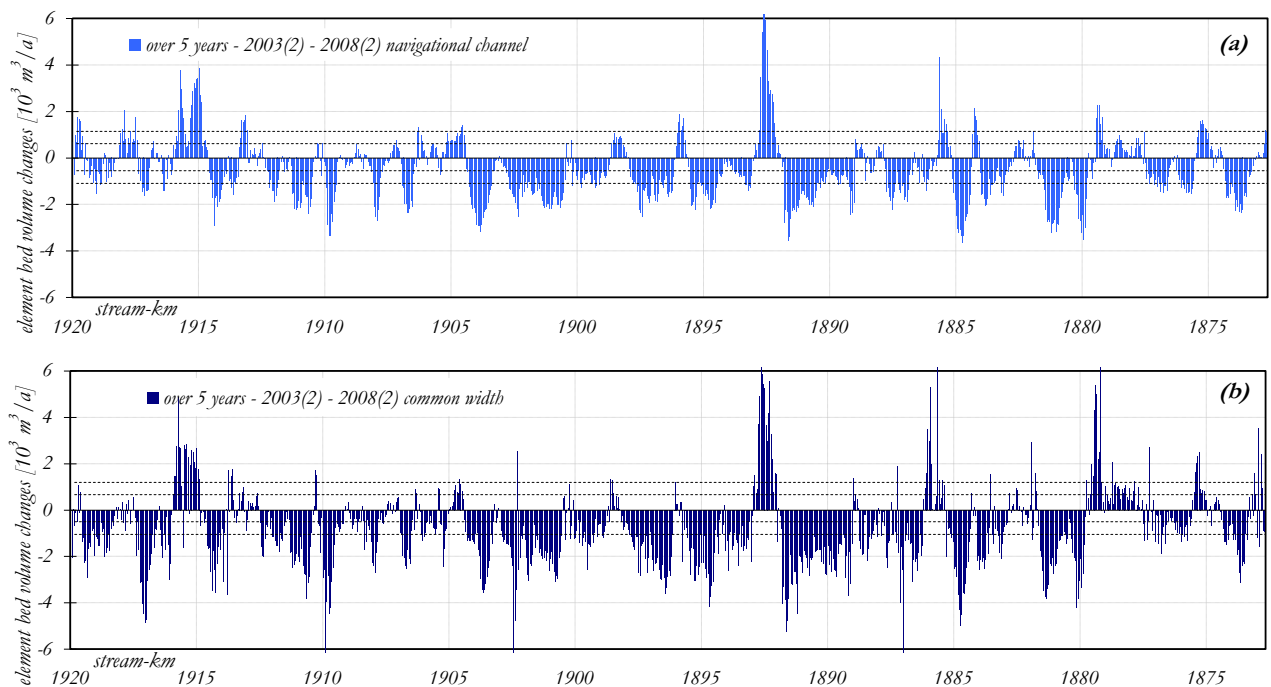 6
over 5 years - 2003(2) - 2008(2) navigational channel
(a)
4
2
0
-2
-4
-6
element bed volume changes [10³ m³/a]
stream-km
1920 1915 1910 1905 1900 1895 1890 1885 1880 1875
6
over 5 years - 2003(2) - 2008(2) common width
(b)
4
2
0
-2
-4
-6
element bed volume changes [10³ m³/a]
stream-km
1920 1915 1910 1905 1900 1895 1890 1885 1880 1875